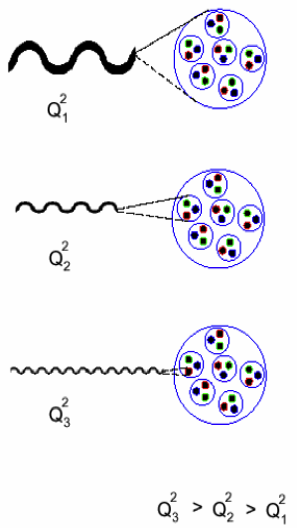 Q₁²
Q₂²
Q₃²
Q₃² > Q₂² > Q₁²